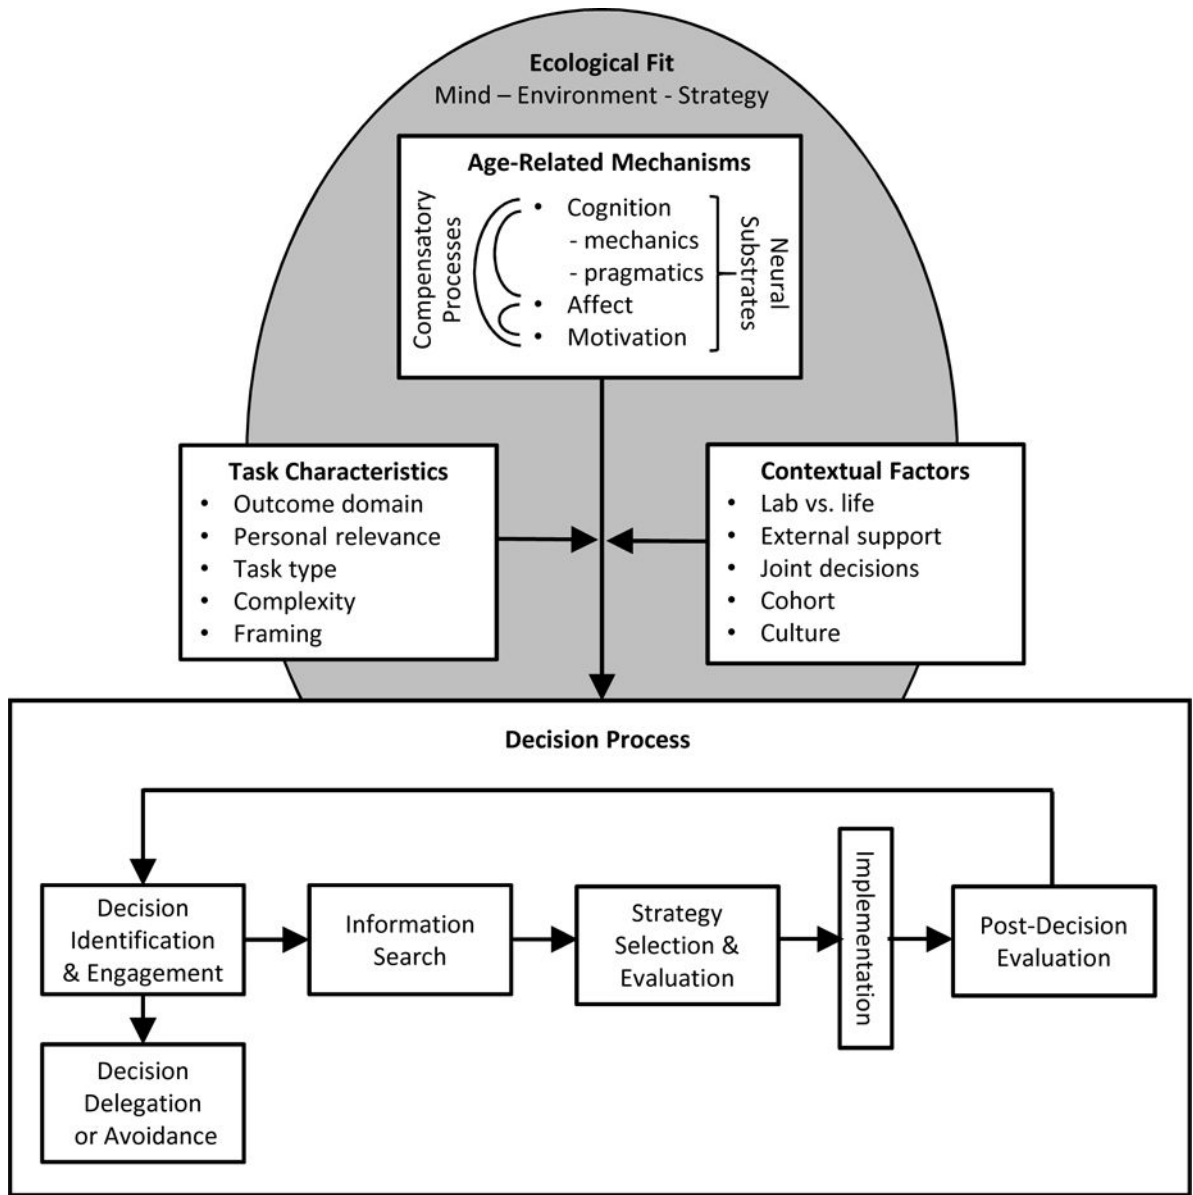 Ecological Fit
Mind – Environment - Strategy
Age-Related Mechanisms
Compensatory
Processes
• Cognition
- mechanics
- pragmatics
• Affect
• Motivation
Neural
Substrates
Task Characteristics
• Outcome domain
• Personal relevance
• Task type
• Complexity
• Framing
Contextual Factors
• Lab vs. life
• External support
• Joint decisions
• Cohort
• Culture
Decision Process
Decision
Identification
& Engagement
Information
Search
Strategy
Selection &
Evaluation
Implementation
Post-Decision
Evaluation
Decision
Delegation
or Avoidance